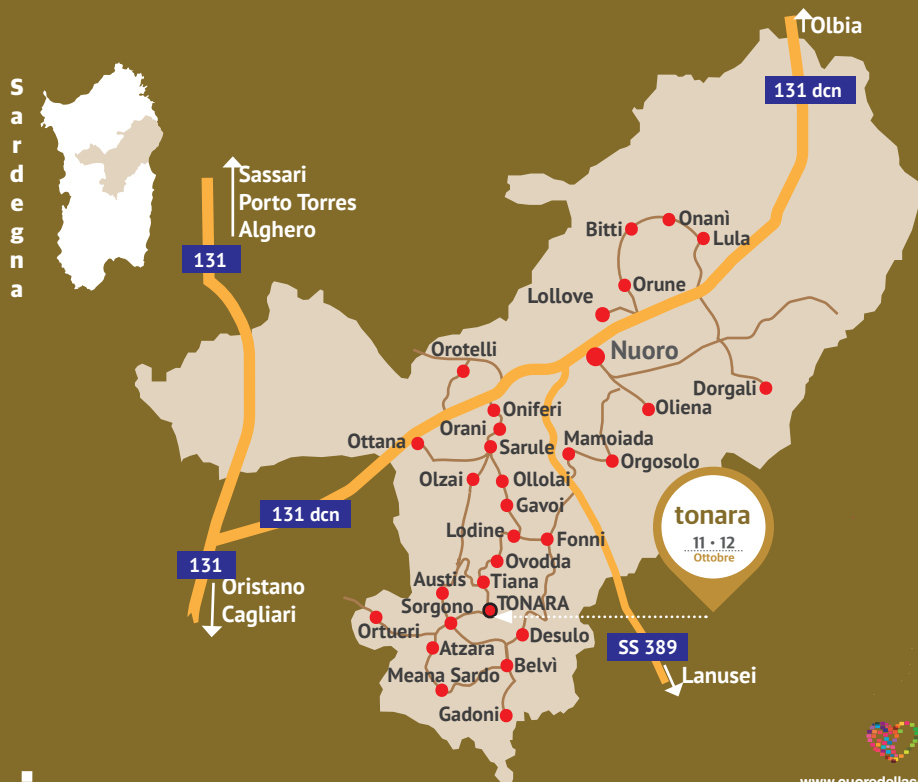 Sardegna
Olbia
131 dcn
Sassari
Porto Torres
Alghero
131
Bitti
Onanì
Lula
Orune
Lollove
Nuoro
Orotelli
Dorgali
Oliena
Oniferi
Orani
Ottana
Sarule
Mamoiada
Orgosolo
Olzai
Ollolai
Gavoi
131 dcn
Lodine
Fonni
tonara
11 • 12
Ottobre
Ovodda
131
Oristano
Cagliari
Austis
Tiana
Sorgono
TONARA
Ortueri
Desulo
Atzara
SS 389
Belvì
Meana Sardo
Lanusei
Gadoni